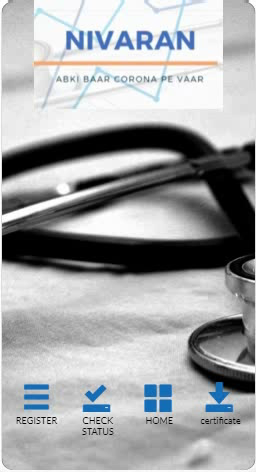 NIVARAN
ABKI BAAR CORONA PE VAAR
REGISTER
CHECK
STATUS
HOME
certificate